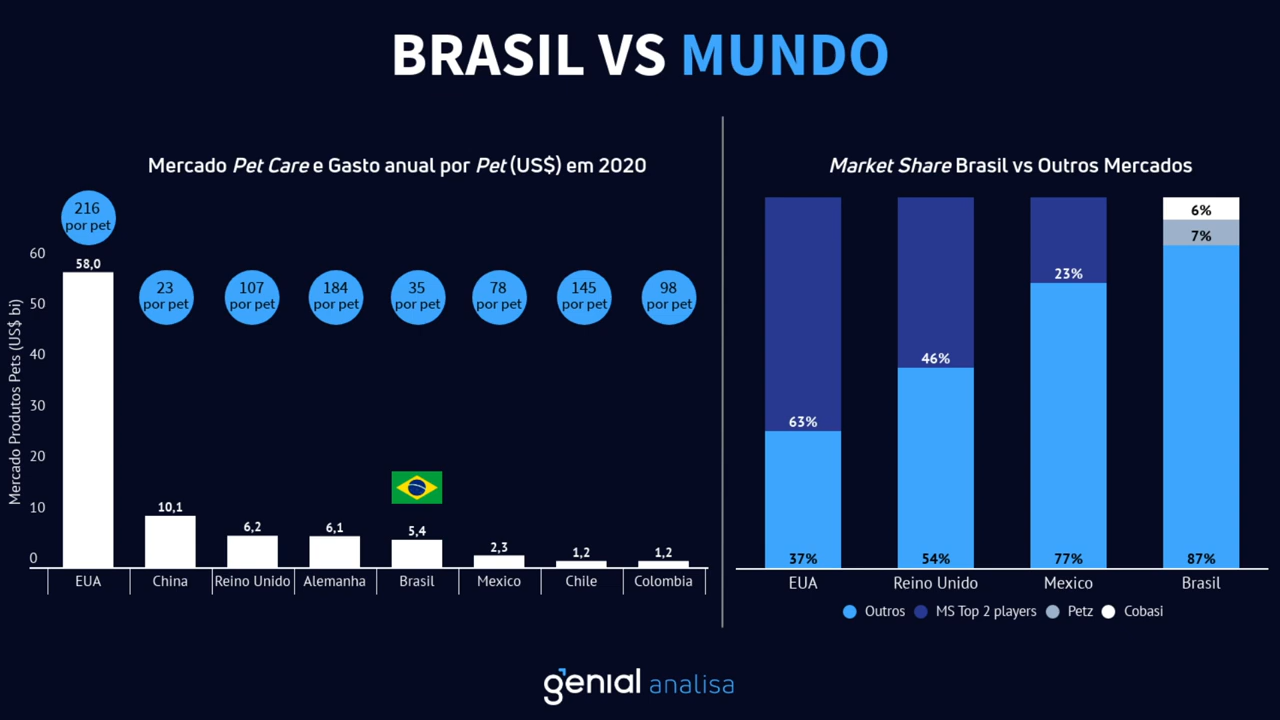 BRASIL VS MUNDO
Mercado Pet Care e Gasto anual por Pet (US$) em 2020
216
por pet
23
por pet
107
por pet
184
por pet
35
por pet
78
por pet
145
por pet
98
por pet
Mercado Produtos Pets (US$ bi)
60
50
40
30
20
10
0
58,0
10,1
6,2
6,1
5,4
2,3
1,2
1,2
EUA
China
Reino Unido
Alemanha
Brasil
Mexico
Chile
Colombia
Market Share Brasil vs Outros Mercados
63%
37%
46%
54%
23%
77%
6%
7%
87%
EUA
Reino Unido
Mexico
Brasil
Outros
MS Top 2 players
Petz
Cobasi
genial analisa